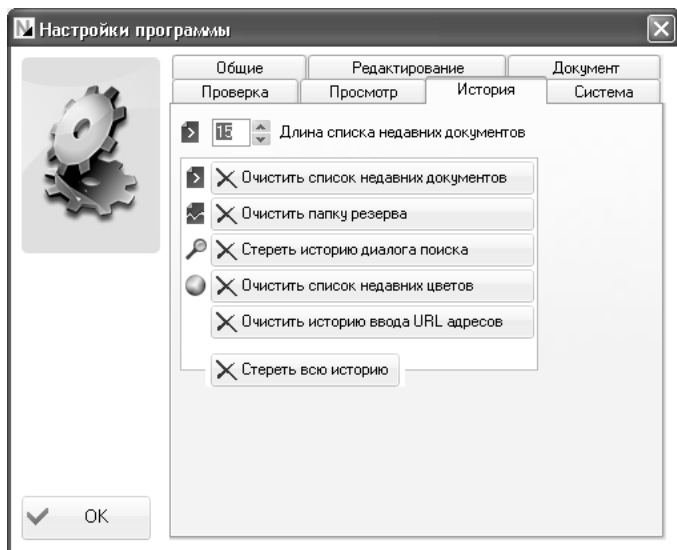 Настройки программы
Общие Редактирование Документ
Проверка Просмотр История Система
15 Длина списка недавних документов
Очистить список недавних документов
Очистить папку резерва
Стереть историю диалога поиска
Очистить список недавних цветов
Очистить историю ввода URL адресов
Стереть всю историю
OK